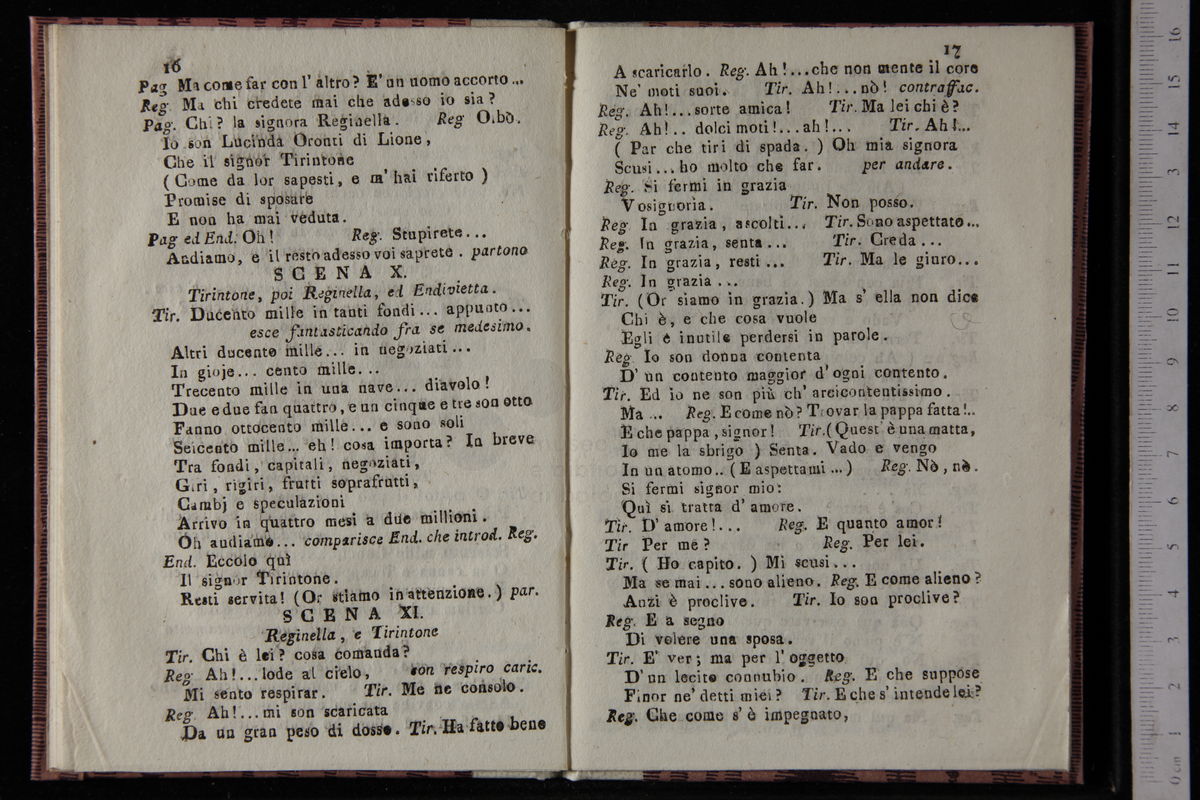 16
Pag Ma come far con l' altro? E' un uomo accorto...
Reg. Ma chi credete mai che adesso io sia?
Pag. Chi? la signora Reginella. Reg Oibò.
Io son Lucinda Oronti di Lione,
Che il signor Tirintone
( Come da lor sapesti, e m' hai riferto )
Promise di sposare
E non ha mai veduta.
Pag ed End. Oh! Reg. Stupirete...
Andiamo, e il resto adesso voi saprete. partono
SCENA X.
Tirintone, poi Reginella, ed Endivietta.
Tir. Ducento mille in tanti fondi... appunto...
esce fantasticando fra se medesimo.
Altri ducento mille... in negoziati...
In gioje... cento mille...
Trecento mille in una nave... diavolo!
Due e due fan quattro, e un cinque e tre son otto
Fanno ottocento mille... e sono soli
Seicento mille... eh! cosa importa? In breve
Tra fondi, capitali, negoziati,
Giri, rigiri, frutti soprafrutti,
Cambj e speculazioni
Arrivo in quattro mesi a due millioni.
Oh andiamo... comparisce End. che introd. Reg.
End. Eccolo quì
Il signor Tirintone.
Resti servita! (Or stiamo in attenzione.) par.
SCENA XI.
Reginella, e Tirintone
Tir. Chi è lei? cosa comanda?
Reg Ah!...lode al cielo, con respiro caric.
Mi sento respirar. Tir. Me ne consolo.
Reg. Ah!...mi son scaricata
Da un gran peso di dosso. Tir. Ha fatto bene
17
A scaricarlo. Reg. Ah!...che non mente il core
Ne' moti suoi. Tir. Ah!...nò! contraffac.
Reg. Ah!...sorte amica! Tir. Ma lei chi è?
Reg. Ah!.. dolci moti!...ah!... Tir. Ah!...
( Par che tiri di spada. ) Oh mia signora
Scusi... ho molto che far. per andare.
Reg. Si fermi in grazia
Vosignoria. Tir. Non posso.
Reg In grazia, ascolti... Tir. Sono aspettato...
Reg. In grazia, senta... Tir. Creda...
Reg. In grazia, resti... Tir. Ma le giuro...
Reg. In grazia...
Tir. (Or siamo in grazia.) Ma s' ella non dice
Chi è, e che cosa vuole
Egli è inutile perdersi in parole.
Reg. Io son donna contenta
D' un contento maggior d' ogni contento.
Tir. Ed io ne son più ch' arcicontentissimo.
Ma... Reg. E come nò? Trovar la pappa fatta!..
E che pappa, signor! Tir. ( Quest' è una matta,
Io me la sbrigo ) Senta. Vado e vengo
In un atomo.. ( E aspettami... ) Reg. Nò, nò.
Si fermi signor mio:
Quì si tratta d' amore.
Tir. D' amore!... Reg. E quanto amor!
Tir Per me? Reg. Per lei.
Tir. ( Ho capito. ) Mi scusi...
Ma se mai... sono alieno. Reg. E come alieno?
Anzi è proclive. Tir. Io son proclive?
Reg. E a segno
Di volere una sposa.
Tir. E' ver; ma per l' oggetto
D' un lecito connubio. Reg. E che suppose
Finor ne' detti miei? Tir. E che s' intende lei?
Reg. Che come s' è impegnato,